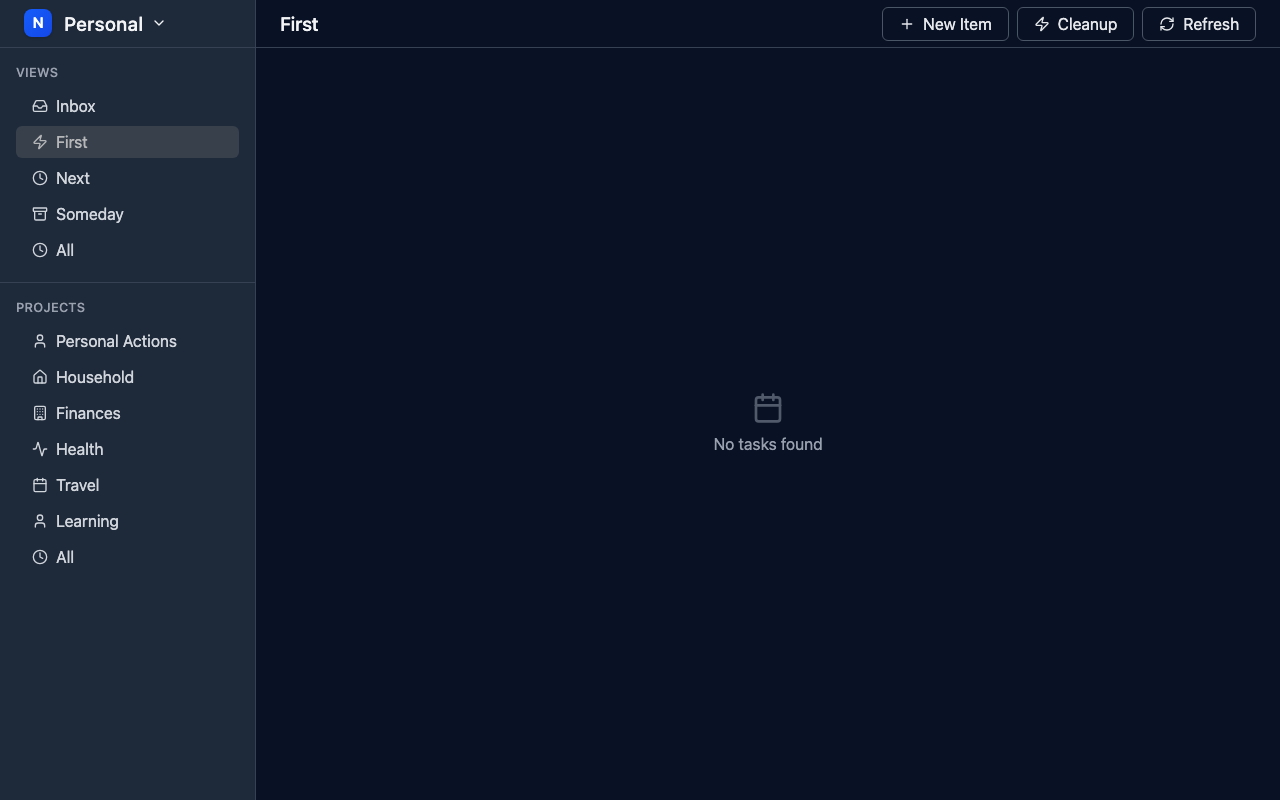 N Personal
First
New Item
Cleanup
Refresh
VIEWS
Inbox
First
Next
Someday
All
PROJECTS
Personal Actions
Household
Finances
Health
Travel
Learning
All
No tasks found